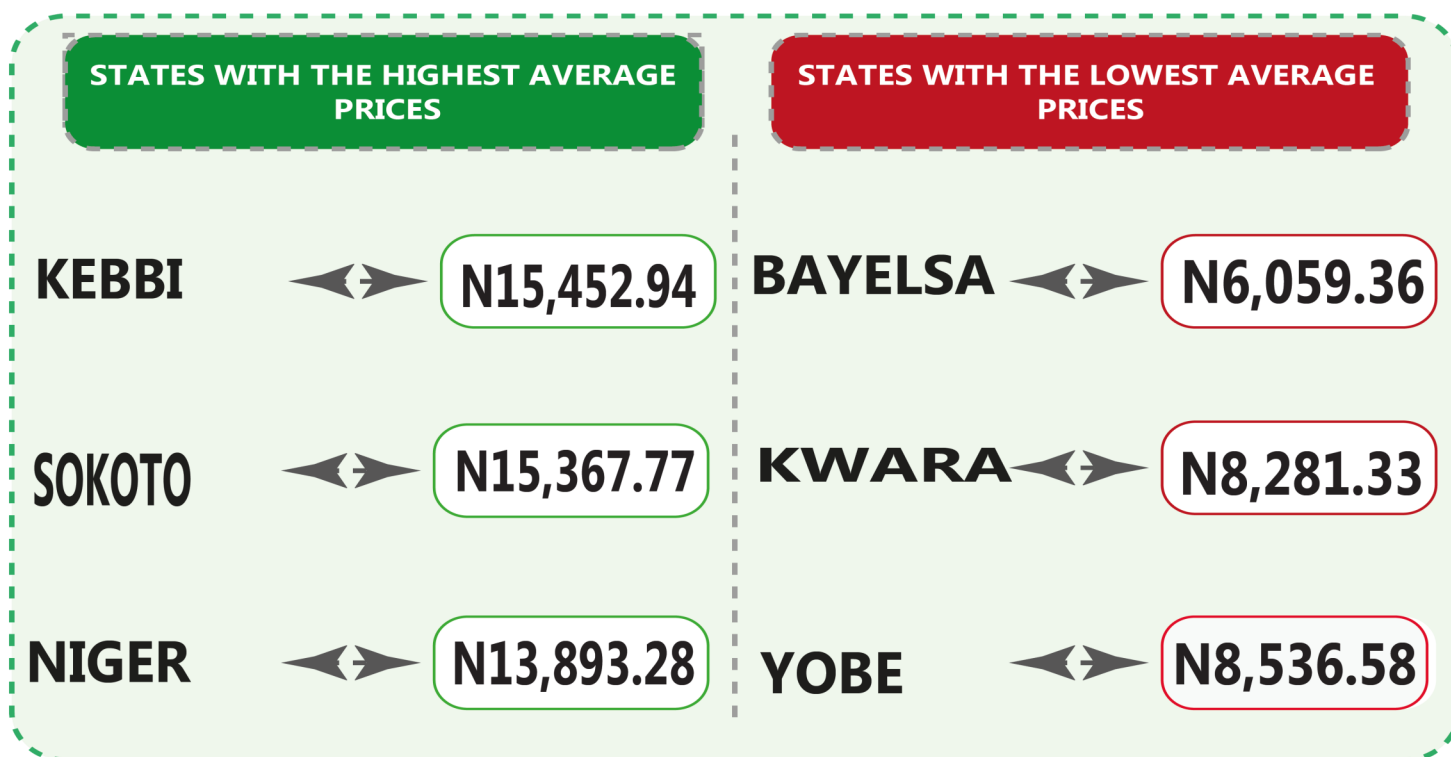 STATES WITH THE HIGHEST AVERAGE
PRICES
KEBBI N15,452.94
SOKOTO N15,367.77
NIGER N13,893.28
STATES WITH THE LOWEST AVERAGE
PRICES
BAYELSA N6,059.36
KWARA N8,281.33
YOBE N8,536.58